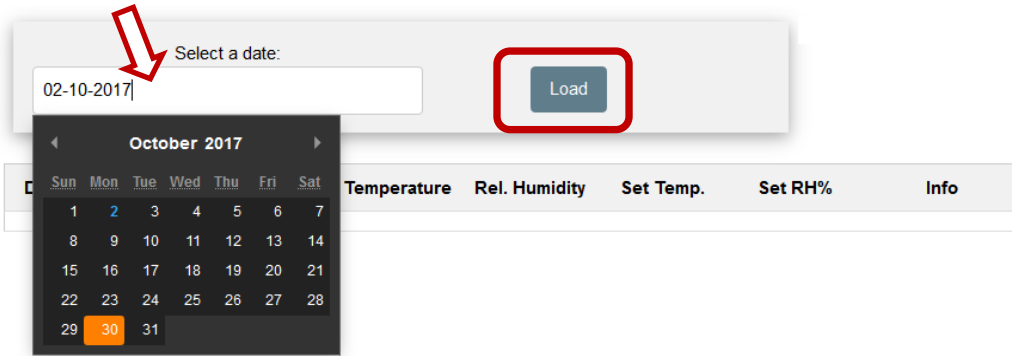 Select a date:
02-10-2017
Load
October 2017
Sun Mon Tue Wed Thu Fri Sat
1 2 3 4 5 6 7
8 9 10 11 12 13 14
15 16 17 18 19 20 21
22 23 24 25 26 27 28
29 30 31
Temperature Rel. Humidity Set Temp. Set RH% Info